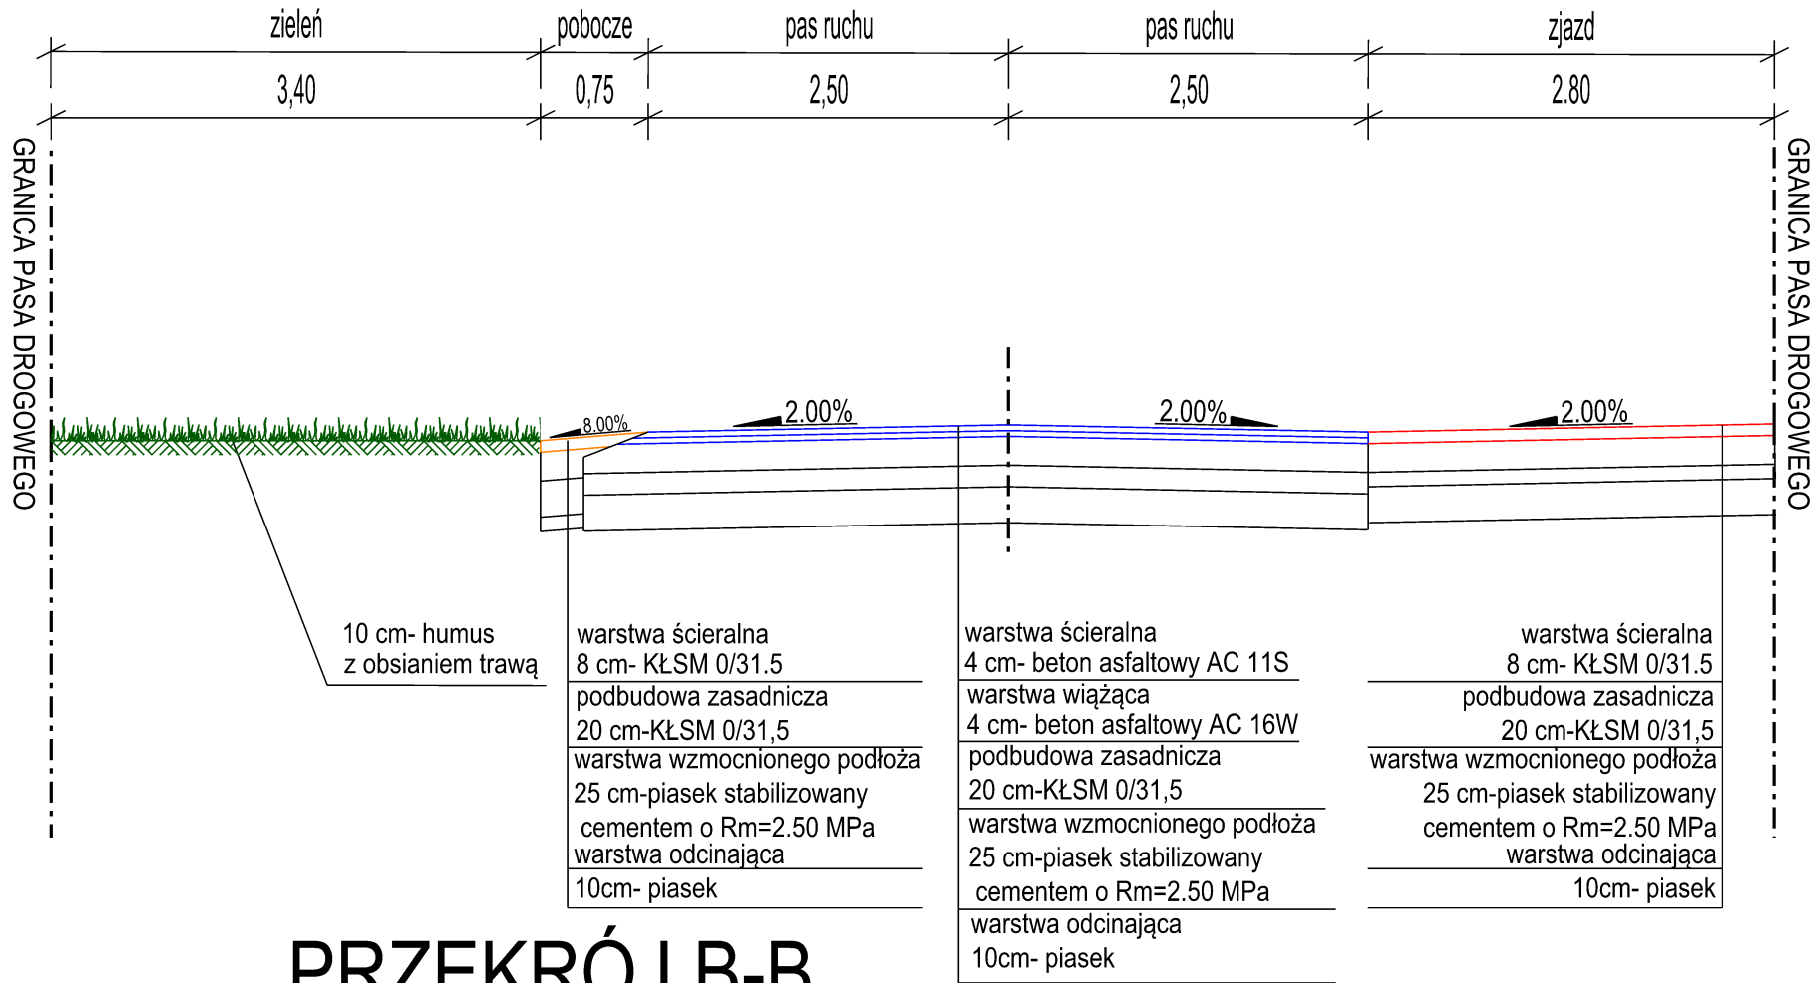 zieleń
pobocze
pas ruchu
pas ruchu
zjazd
3,40
0,75
2,50
2,50
2.80
GRANICA PASA DROGOWEGO
GRANICA PASA DROGOWEGO
8.00%
2.00%
2.00%
2.00%
10 cm- humus
z obsianiem trawą
warstwa ścieralna
8 cm- KŁSM 0/31.5
podbudowa zasadnicza
20 cm-KŁSM 0/31,5
warstwa wzmocnionego podłoża
25 cm-piasek stabilizowany
cementem o Rm=2.50 MPa
warstwa odcinająca
10cm- piasek
warstwa ścieralna
4 cm- beton asfaltowy AC 11S
warstwa wiążąca
4 cm- beton asfaltowy AC 16W
podbudowa zasadnicza
20 cm-KŁSM 0/31,5
warstwa wzmocnionego podłoża
25 cm-piasek stabilizowany
cementem o Rm=2.50 MPa
warstwa odcinająca
10cm- piasek
warstwa ścieralna
8 cm- KŁSM 0/31.5
podbudowa zasadnicza
20 cm-KŁSM 0/31,5
warstwa wzmocnionego podłoża
25 cm-piasek stabilizowany
cementem o Rm=2.50 MPa
warstwa odcinająca
10cm- piasek
PRZEKRÓJ B-B